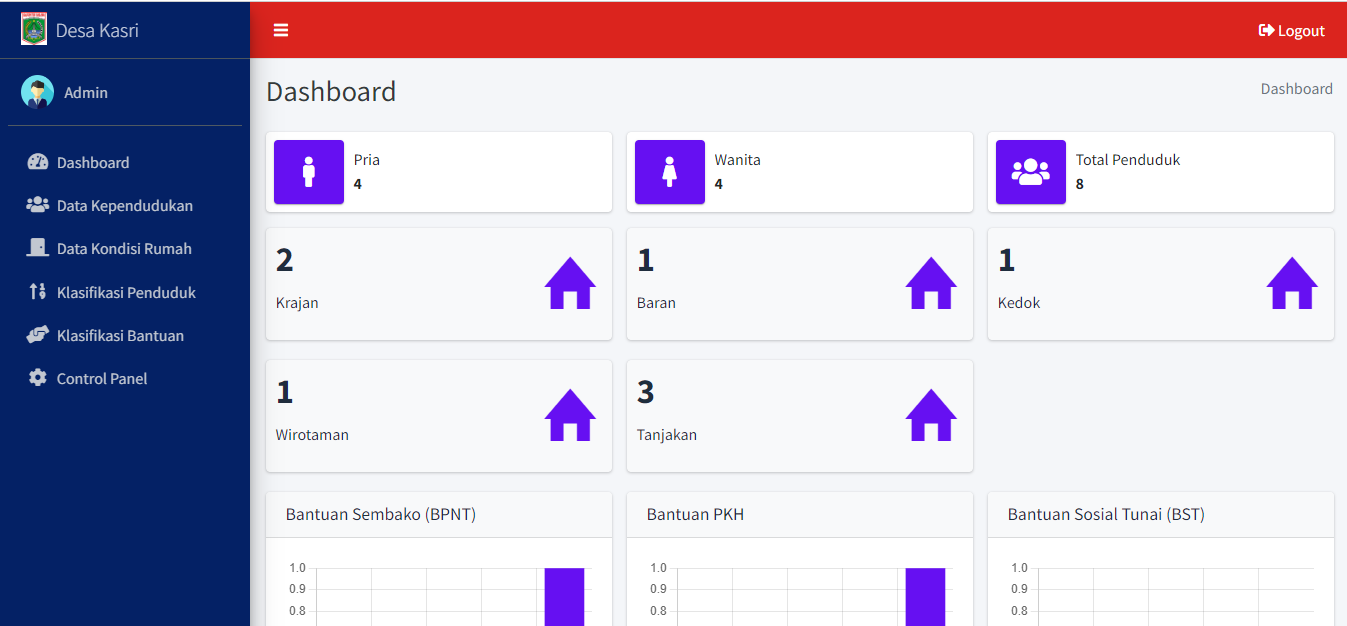 Desa Kasri
Logout
Admin
Dashboard
Data Kependudukan
Data Kondisi Rumah
Klasifikasi Penduduk
Klasifikasi Bantuan
Control Panel
Dashboard
Dashboard
Pria
4
Wanita
4
Total Penduduk
8
2
Krajan
1
Baran
1
Kedok
1
Wirotaman
3
Tanjakan
Bantuan Sembako (BPNT)
1.0
0.9
0.8
Bantuan PKH
1.0
0.9
0.8
Bantuan Sosial Tunai (BST)
1.0
0.9
0.8